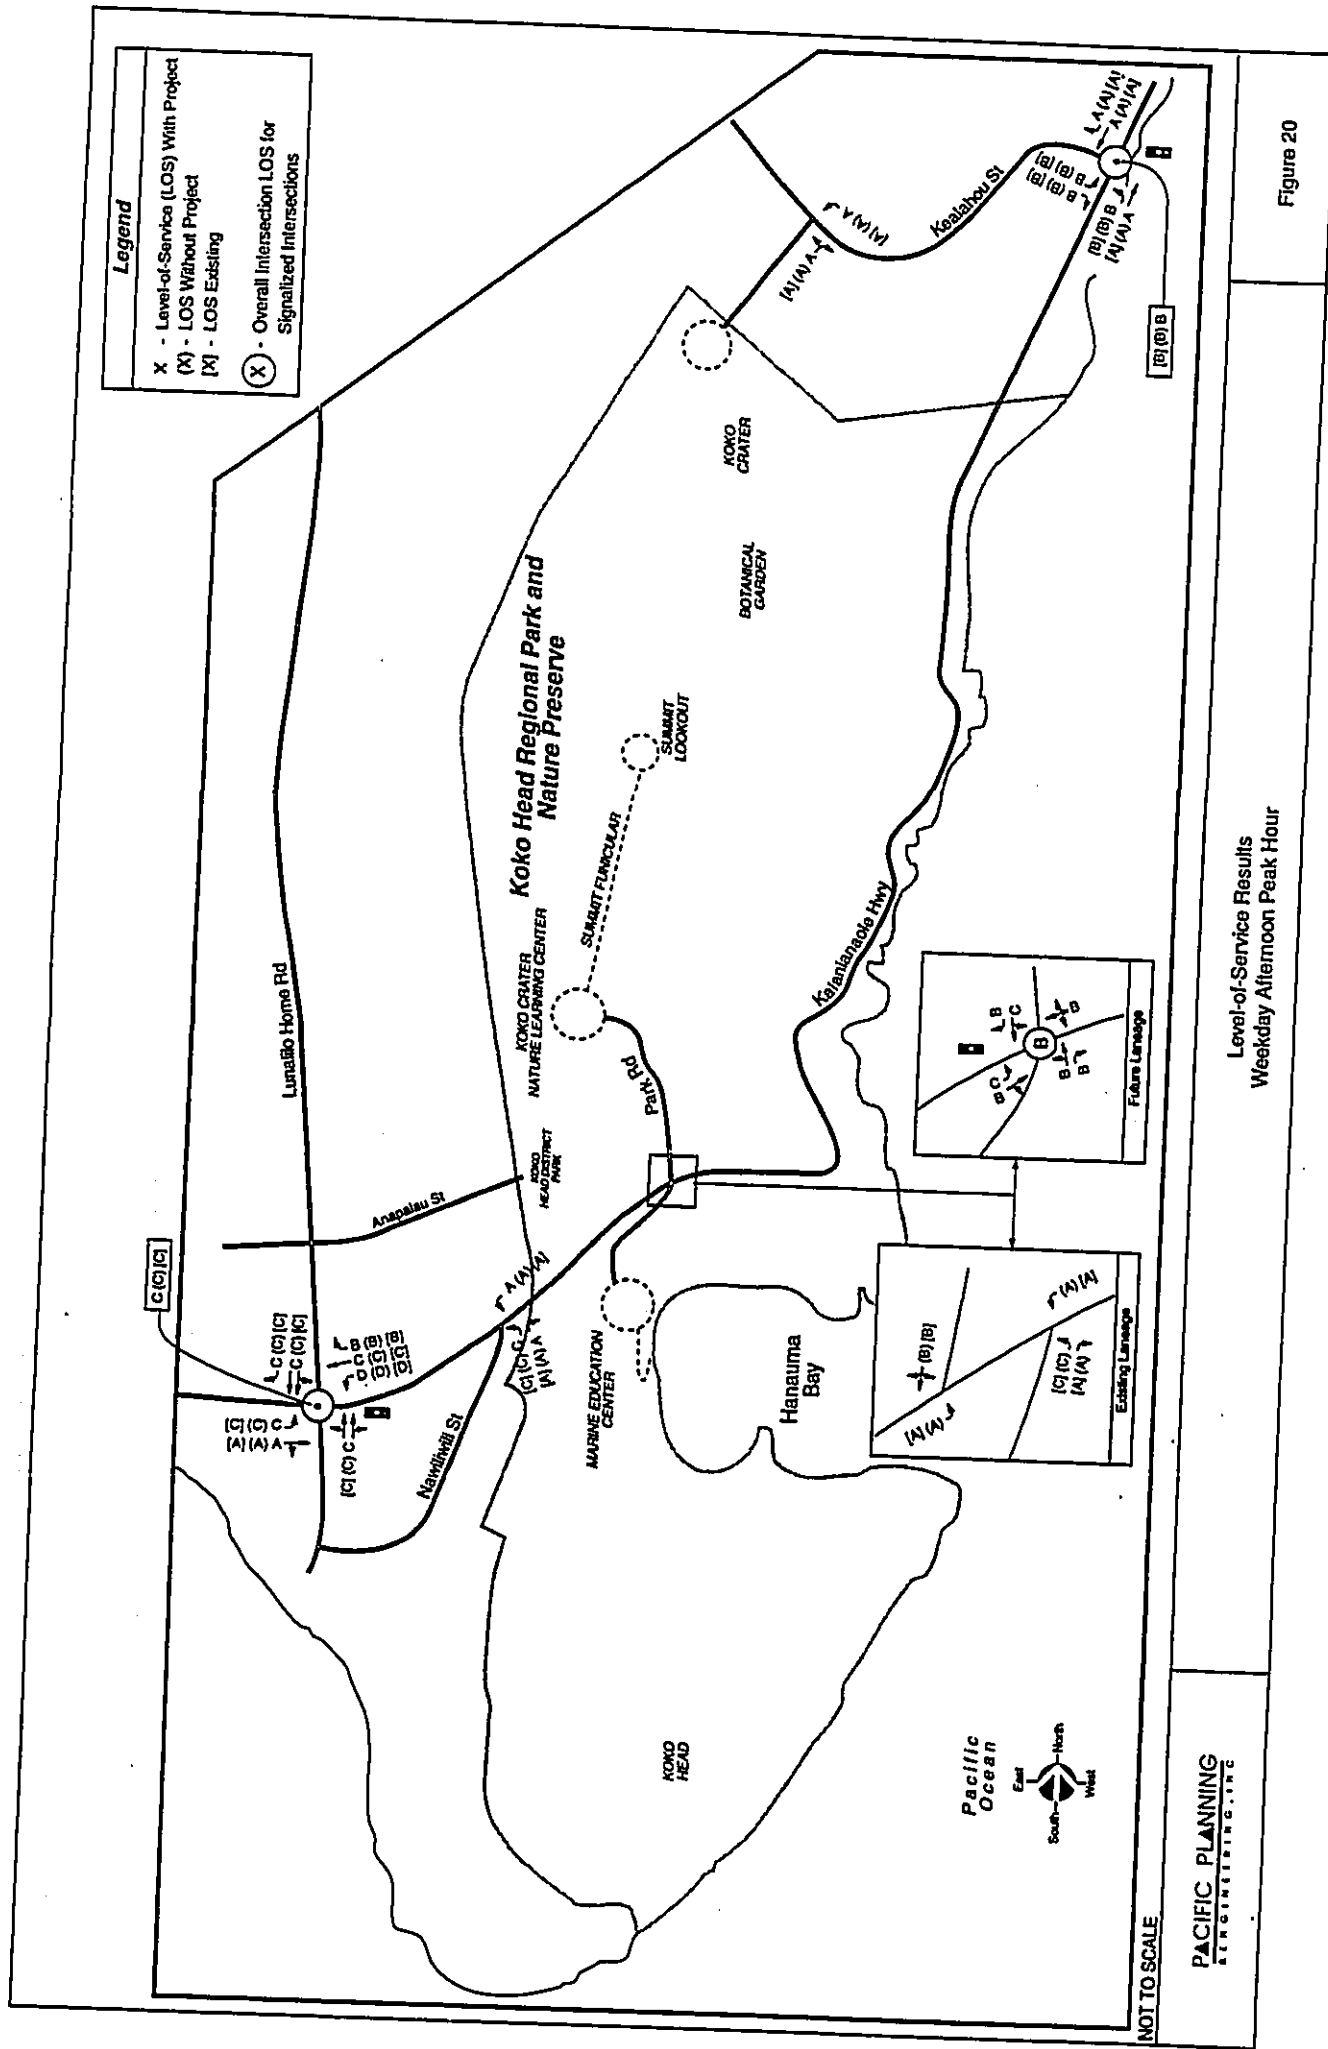 Legend
X - Level-of-Service (LOS) With Project
(X) - LOS Without Project
[X] - LOS Existing
(X) - Overall Intersection LOS for
Signalized Intersections
C (C) [C]
Lunalilo Home Rd
Anapalau St
C (C) [C]
C (C) [C]
[C] (C) C
[A] (A) A
B (B) [B]
C (C) [C]
D (D) [D]
[C] (C) C
Nawiliwili St
A (A) [A]
[C] (C) C
[A] (A) A
KOKO
HEAD DISTRICT
PARK
KOKO CRATER
NATURE LEARNING CENTER
Koko Head Regional Park and
Nature Preserve
SUMMIT FUNICULAR
SUMMIT
LOOKOUT
Park Rd
BOTANICAL
GARDEN
KOKO
CRATER
[A] (A) A
A (A) [A]
Kealahou St
[B] (B) B
[B] (B) B
A (A) [A]
A (A) [A]
[B] (B) B
[A] (A) A
[B] (B) B
Kalanianaole Hwy
MARINE EDUCATION
CENTER
Hanauma
Bay
KOKO
HEAD
[A] (A)
(B) [B]
[C] (C)
[A] (A)
(A) [A]
Existing Laneage
B
C
C
B
B
B
B
B
Future Laneage
Pacific
Ocean
East
North
South
West
NOT TO SCALE
PACIFIC PLANNING
& ENGINEERING, INC
Level-of-Service Results
Weekday Afternoon Peak Hour
Figure 20